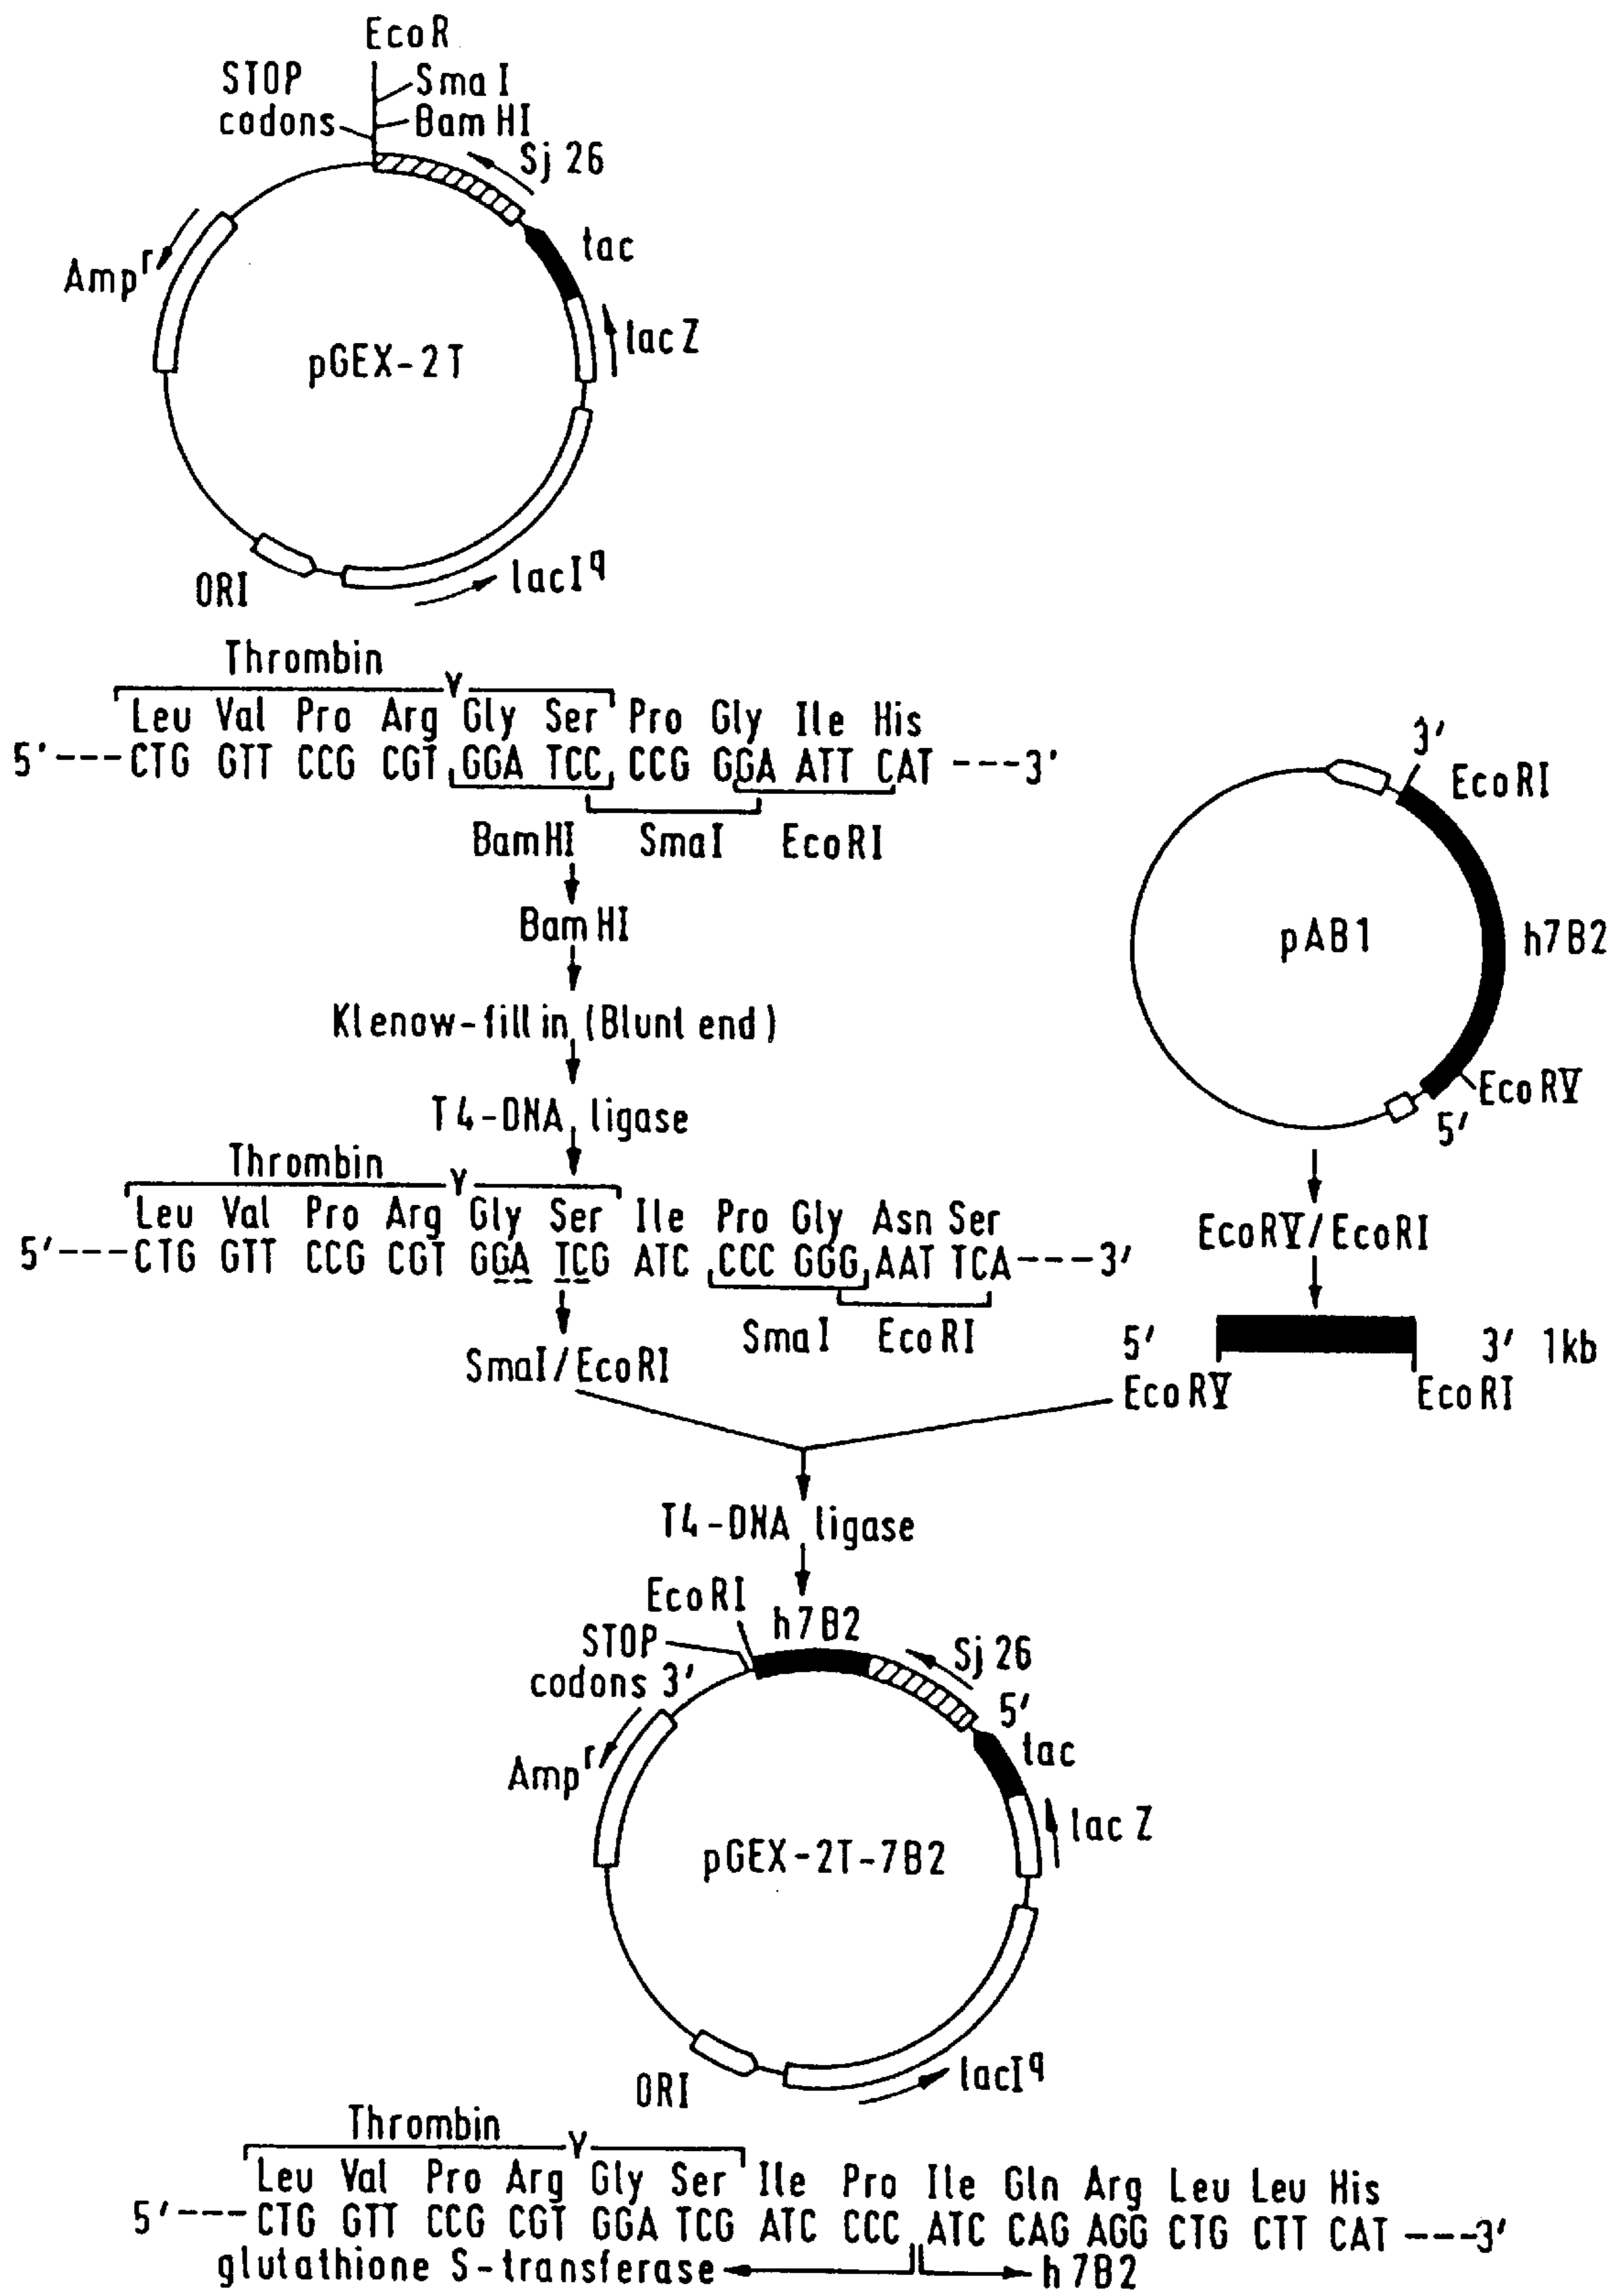 EcoR
STOP codons
Sma I
Bam HI
Sj 26
tac
lac Z
Amp^r
pGEX-2T
lacI^q
ORI
Thrombin
Leu Val Pro Arg Gly Ser Pro Gly Ile His
5'---CTG GTT CCG CGT GGA TCC CCG GGA ATT CAT ---3'
BamHI SmaI EcoRI
Bam HI
Klenow-fill in (Blunt end)
T4-DNA ligase
3'
EcoRI
pAB1
h7B2
EcoRV
5'
EcoRV/EcoRI
Thrombin
Leu Val Pro Arg Gly Ser Ile Pro Gly Asn Ser
5'---CTG GTT CCG CGT GGA TCG ATC CCC GGG AAT TCA----3'
SmaI EcoRI
SmaI/EcoRI
5' 3' 1kb
EcoRV EcoRI
T4-DNA ligase
EcoRI
h7B2
STOP
codons 3'
Sj 26
5'
tac
lac Z
Amp^r
pGEX-2T-7B2
lacI^q
ORI
Thrombin
Leu Val Pro Arg Gly Ser Ile Pro Ile Gln Arg Leu Leu His
5'---CTG GTT CCG CGT GGA TCG ATC CCC ATC CAG AGG CTG CTT CAT ---3'
glutathione S-transferase h7B2